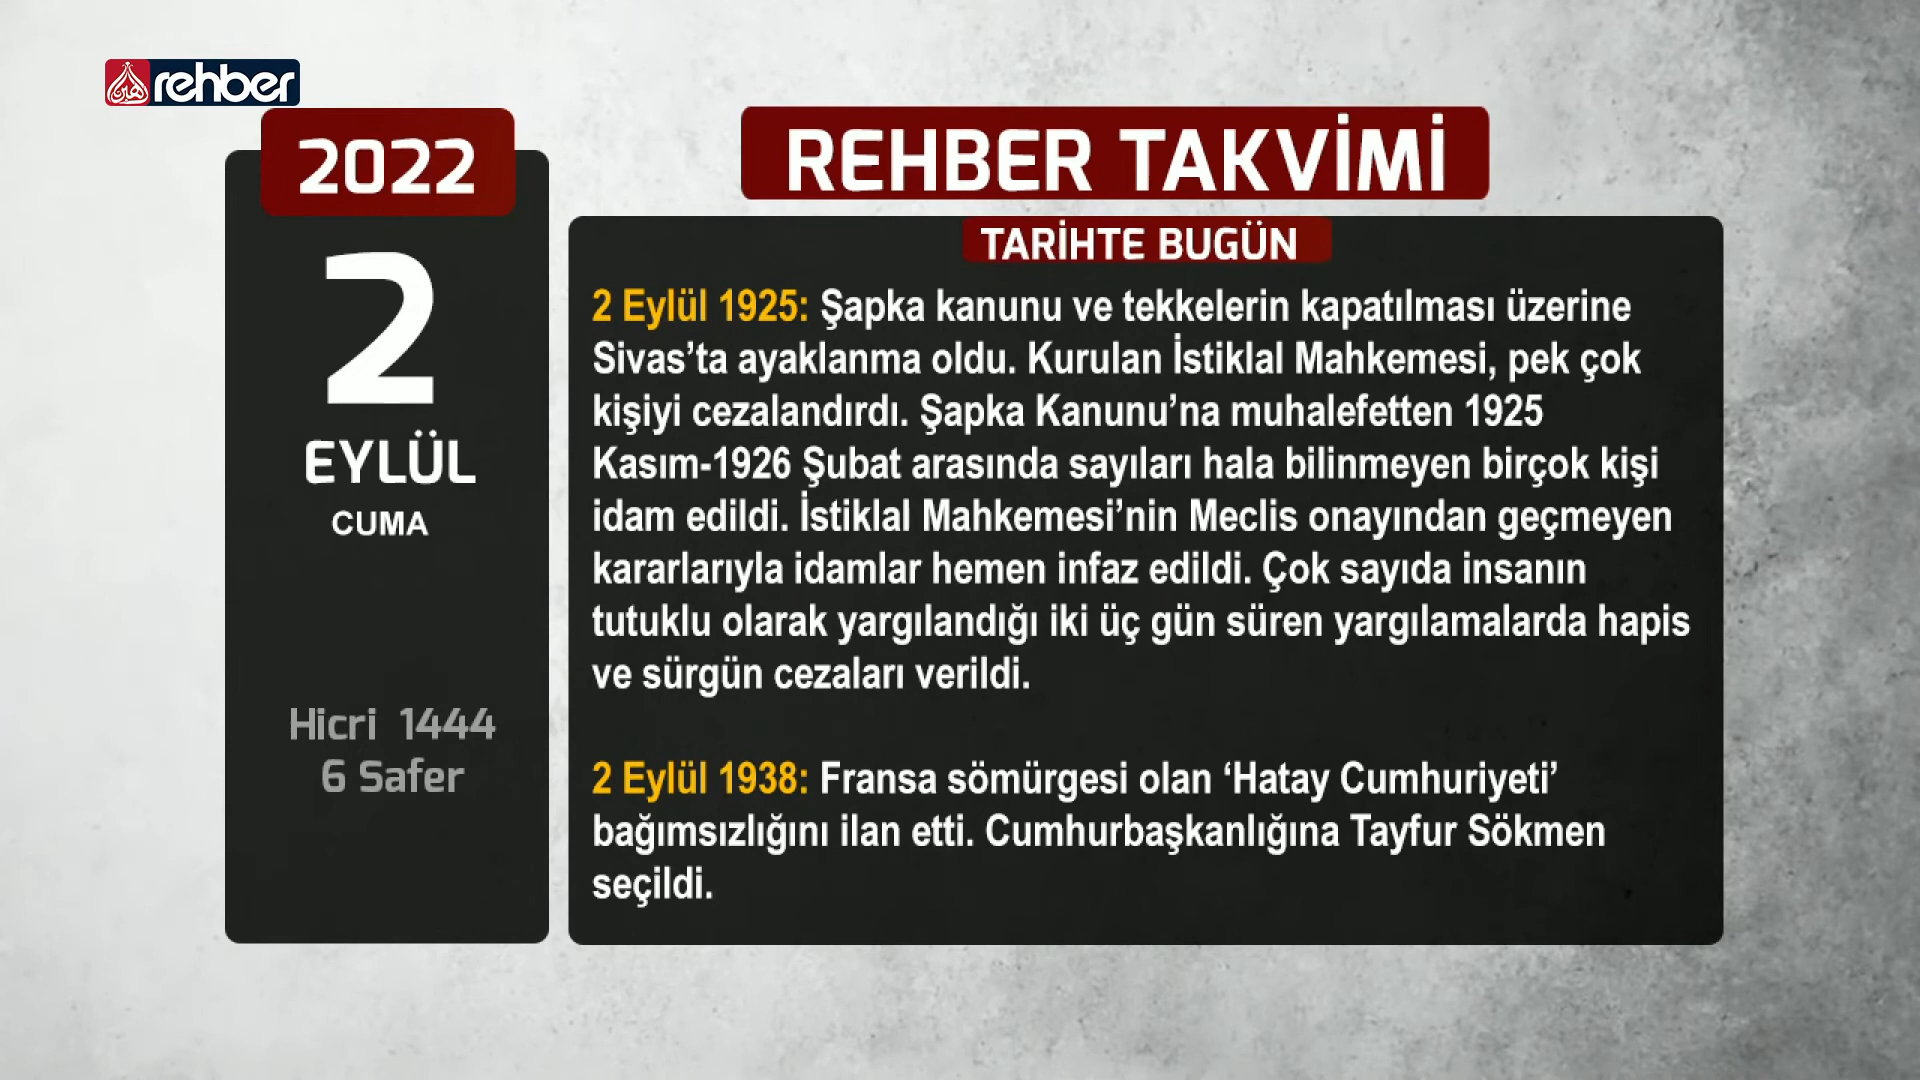 rehber
2022
2
EYLÜL
CUMA
Hicri 1444
6 Safer
REHBER TAKVİMİ
TARİHTE BUGÜN
2 Eylül 1925: Şapka kanunu ve tekkelerin kapatılması üzerine
Sivas’ta ayaklanma oldu. Kurulan İstiklal Mahkemesi, pek çok
kişiyi cezalandırdı. Şapka Kanunu’na muhalefetten 1925
Kasım-1926 Şubat arasında sayıları hala bilinmeyen birçok kişi
idam edildi. İstiklal Mahkemesi’nin Meclis onayından geçmeyen
kararlarıyla idamlar hemen infaz edildi. Çok sayıda insanın
tutuklu olarak yargılandığı iki üç gün süren yargılamalarda hapis
ve sürgün cezaları verildi.
2 Eylül 1938: Fransa sömürgesi olan ‘Hatay Cumhuriyeti’
bağımsızlığını ilan etti. Cumhurbaşkanlığına Tayfur Sökmen
seçildi.